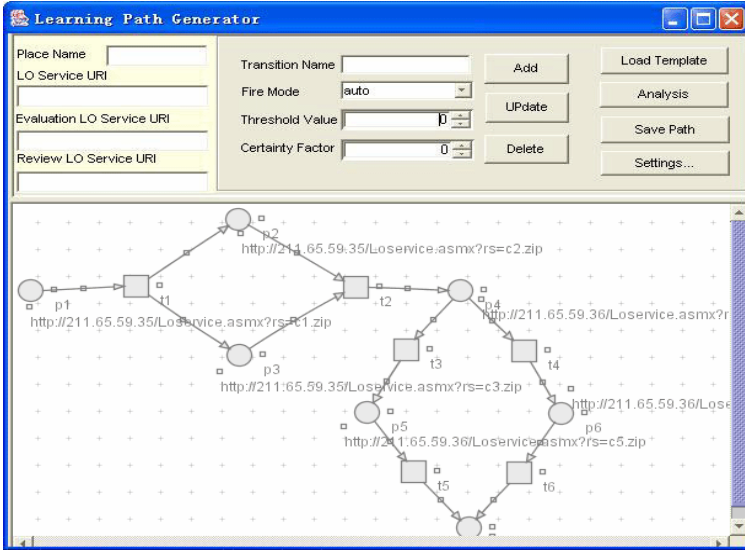 Learning Path Generator
Place Name
LO Service URI
Evaluation LO Service URI
Review LO Service URI
Transition Name
Fire Mode auto
Threshold Value 0
Certainty Factor 0
Add
UPdate
Delete
Load Template
Analysis
Save Path
Settings...
p2
http://211.65.59.35/Loservice.asmx?rs=c2.zip
p1
t1
t2
p4
http://211.65.59.35/Loservice.asmx?rs=c1.zip
http://211.65.59.36/Loservice.asmx?r
p3
t3
t4
http://211.65.59.35/Loservice.asmx?rs=c3.zip
http://211.65.59.36/Lose
p5
p6
http://211.65.59.36/Loservice.asmx?rs=c5.zip
t5
t6